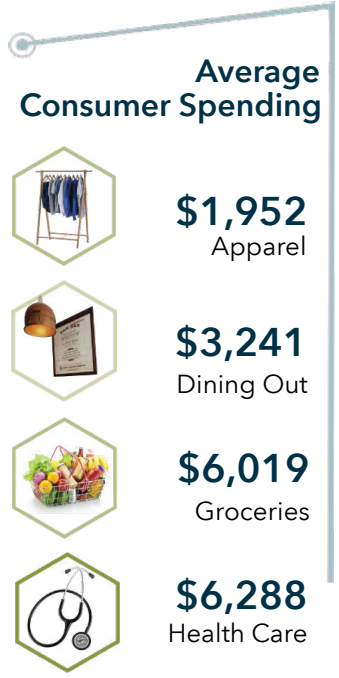 Average
Consumer Spending
$1,952
Apparel
$3,241
Dining Out
$6,019
Groceries
$6,288
Health Care